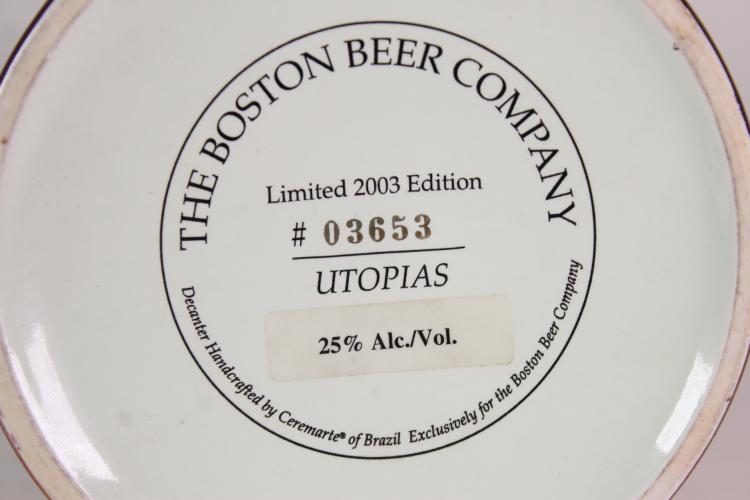 THE BOSTON BEER COMPANY
Limited 2003 Edition
# 03653
UTOPIAS
25% Alc./Vol.
Decanter Handcrafted by Ceremarte® of Brazil Exclusively for the Boston Beer Company